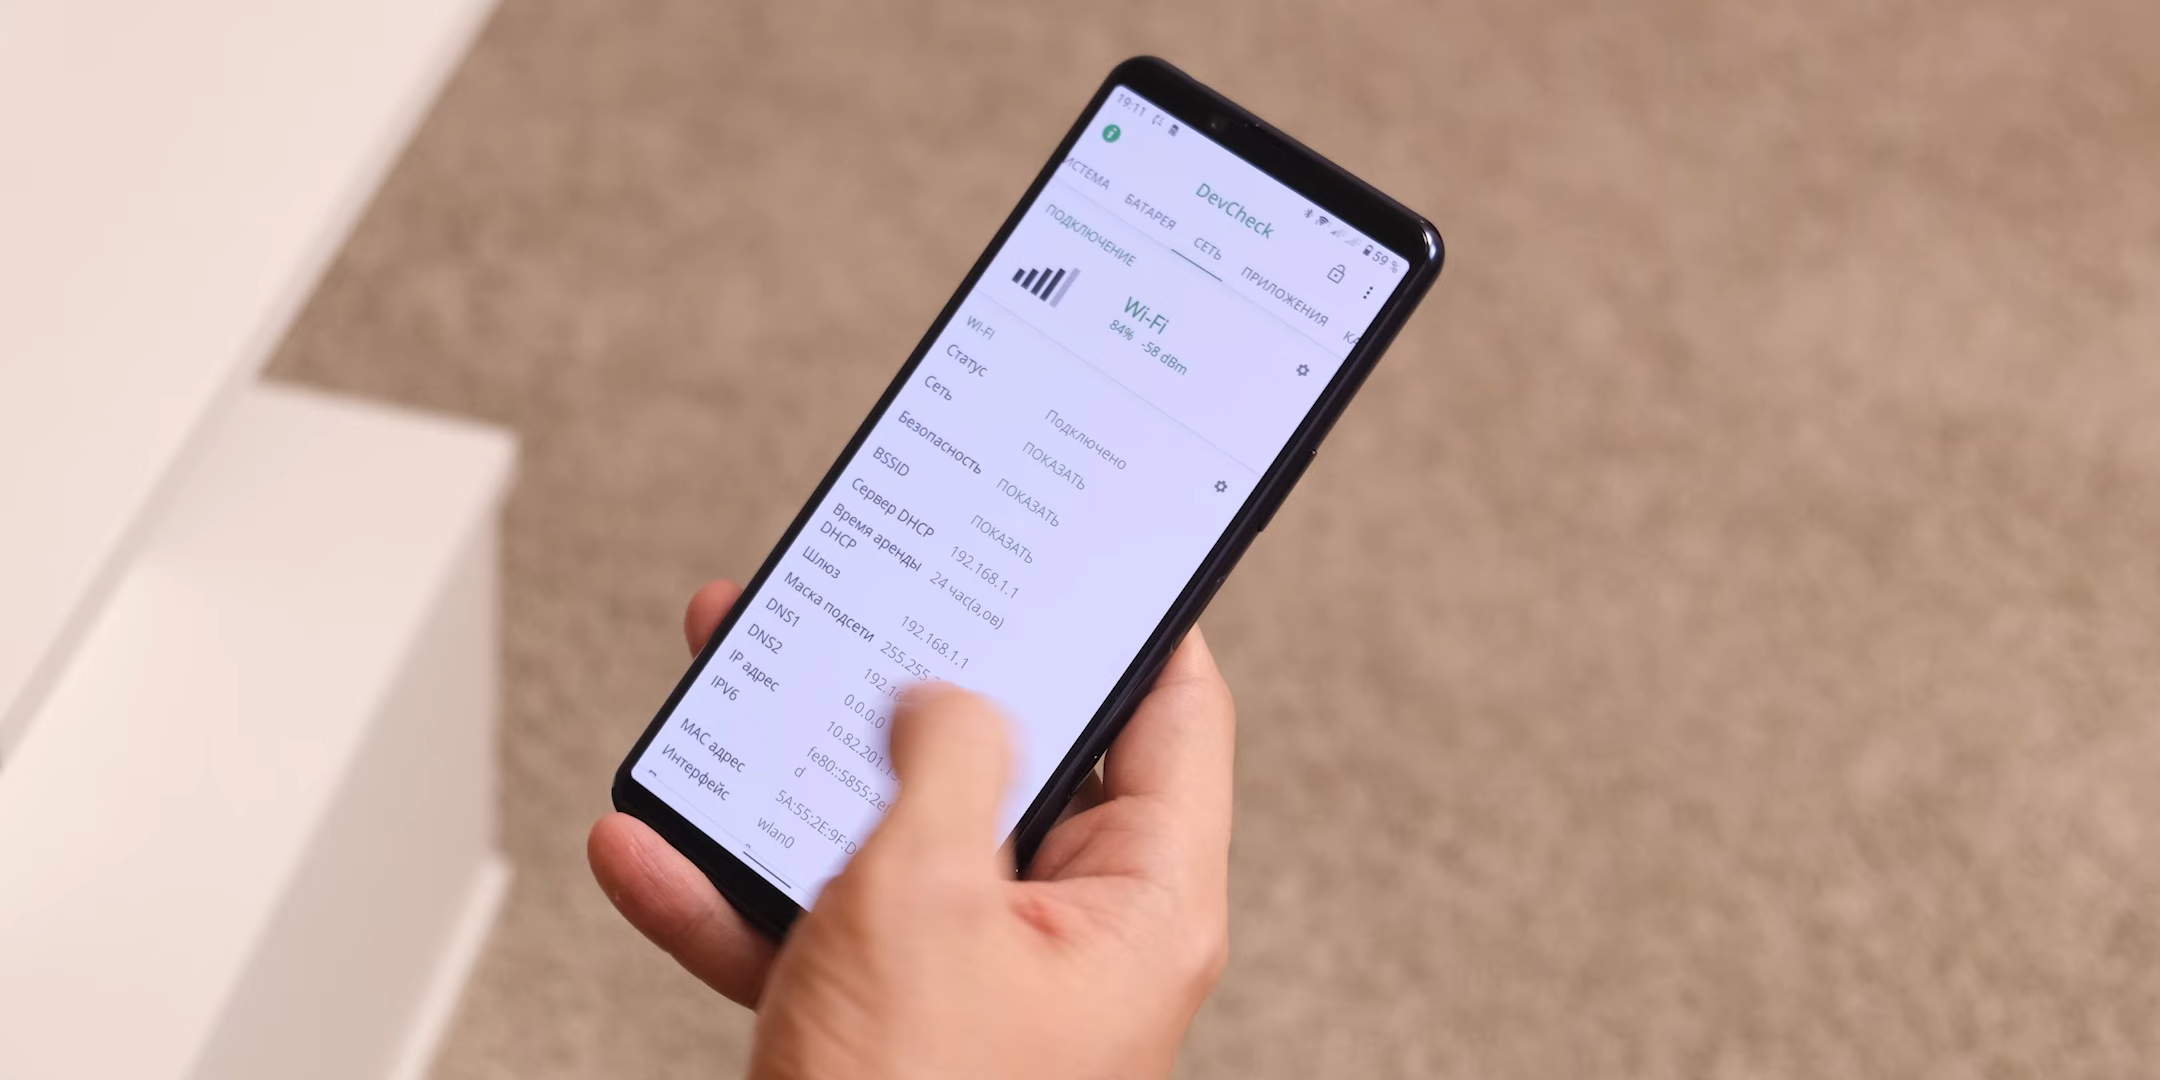 19:11
59 %
DevCheck
ИСТЕМА БАТАРЕЯ СЕТЬ ПРИЛОЖЕНИЯ КА
ПОДКЛЮЧЕНИЕ
Wi-Fi
84% -58 dBm
WI-FI
Статус Подключено
Сеть ПОКАЗАТЬ
Безопасность ПОКАЗАТЬ
BSSID ПОКАЗАТЬ
Сервер DHCP 192.168.1.1
Время аренды 24 час(а,ов)
DHCP
Шлюз 192.168.1.1
Маска подсети 255.255.
DNS1 192.16
DNS2 0.0.0.0
IP адрес 10.82.201.1
IPV6 fe80::5855:2e
d
MAC адрес 5A:55:2E:9F:D
Интерфейс wlan0